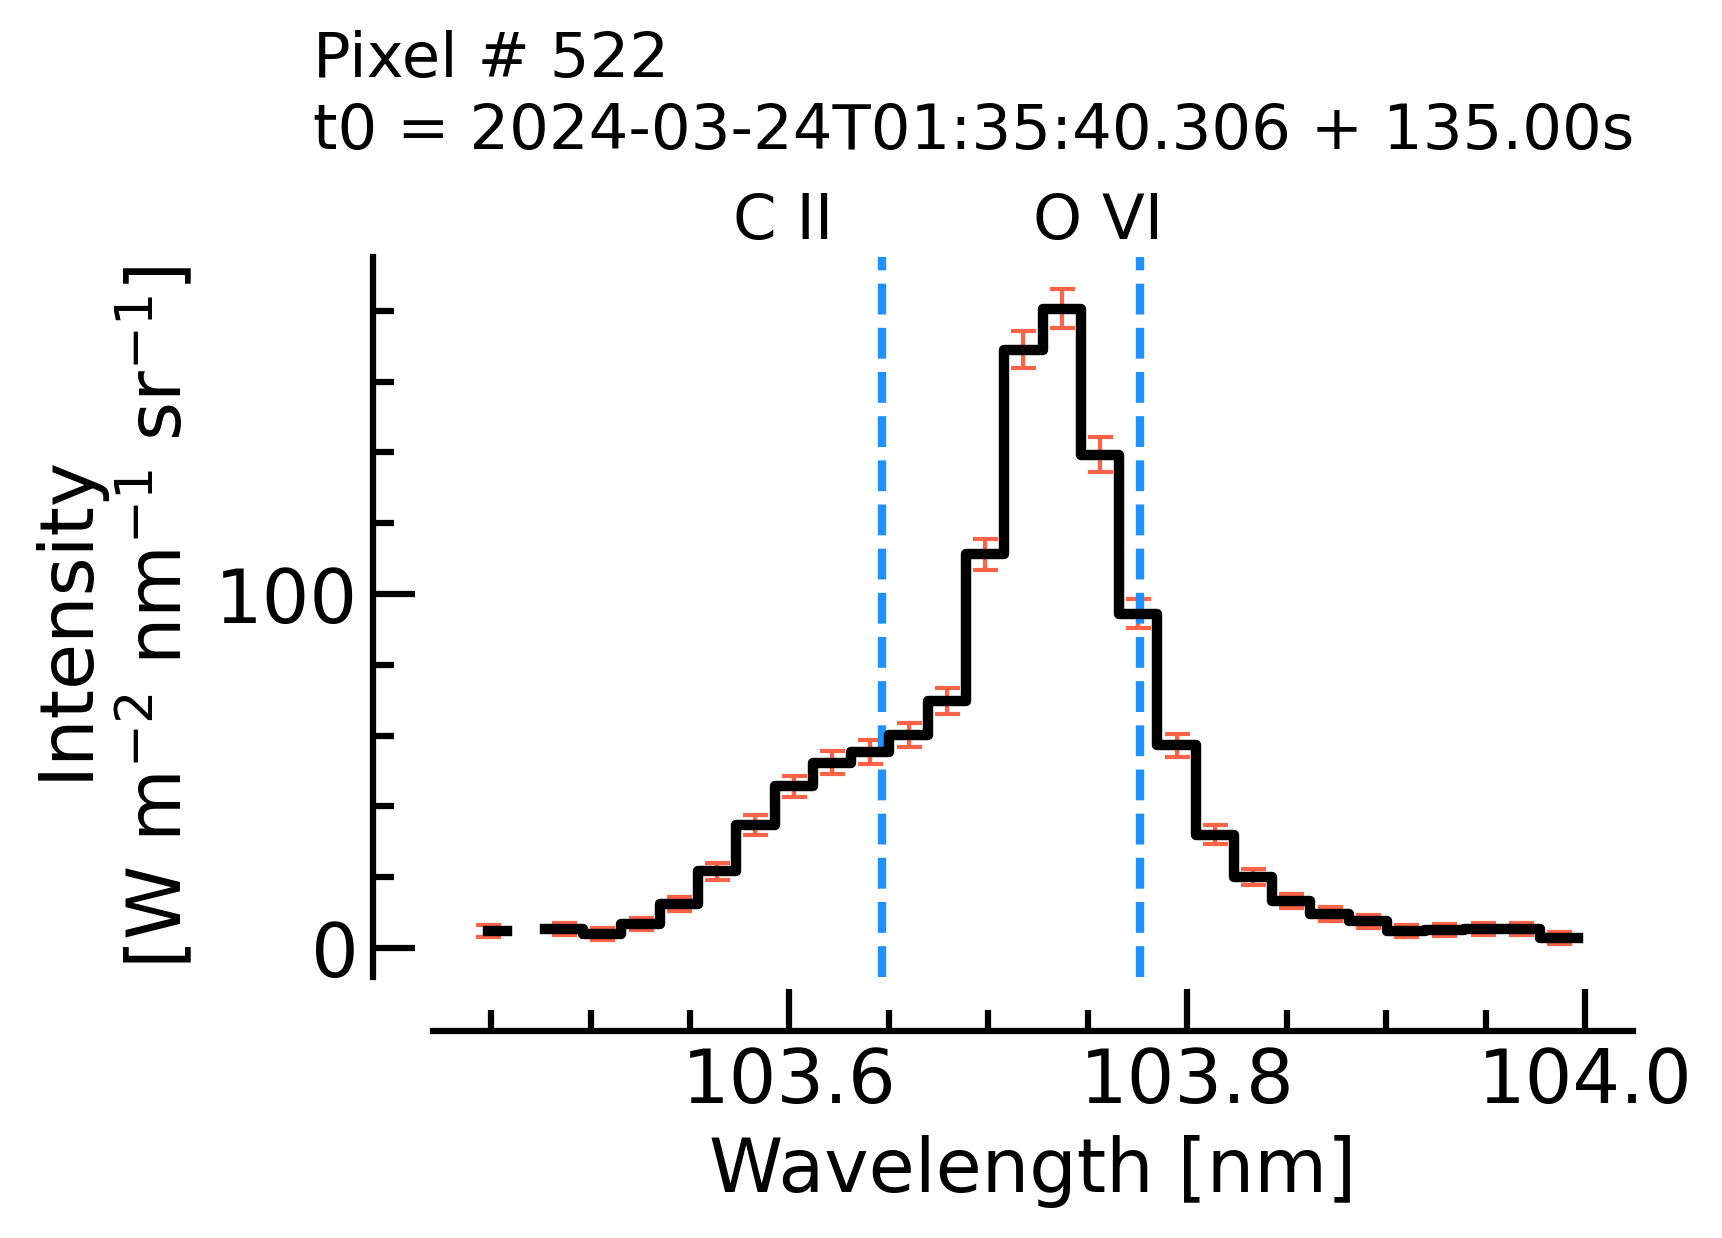 Pixel # 522
t0 = 2024-03-24T01:35:40.306 + 135.00s
C II O VI
Intensity
[W m⁻² nm⁻¹ sr⁻¹]
100
0
103.6 103.8 104.0
Wavelength [nm]